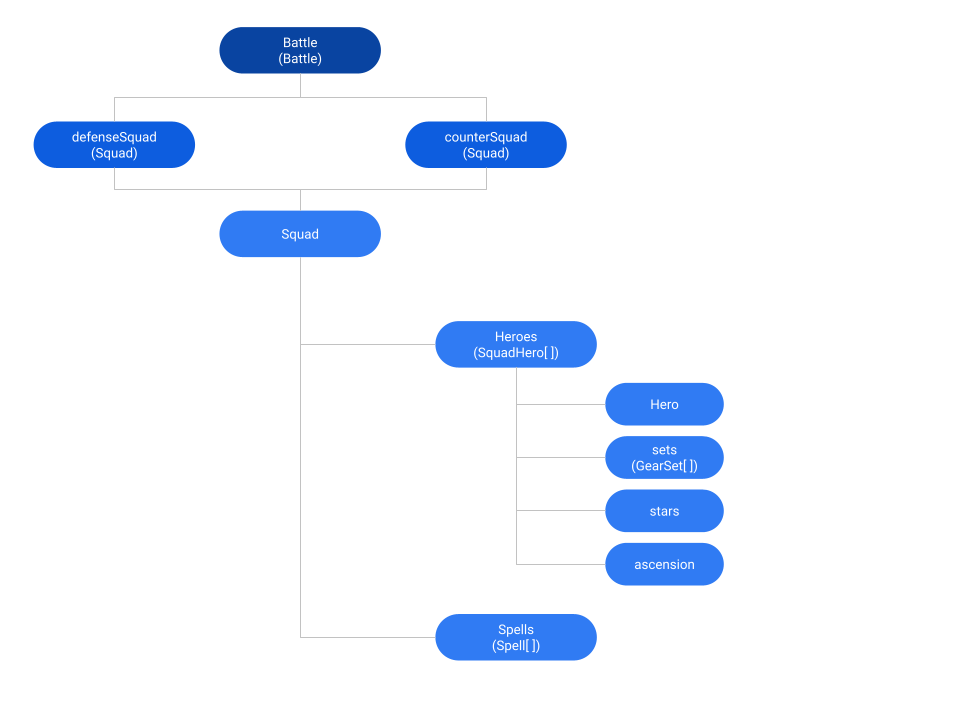 Battle
(Battle)
defenseSquad
(Squad)
counterSquad
(Squad)
Squad
Heroes
(SquadHero[ ])
Hero
sets
(GearSet[ ])
stars
ascension
Spells
(Spell[ ])